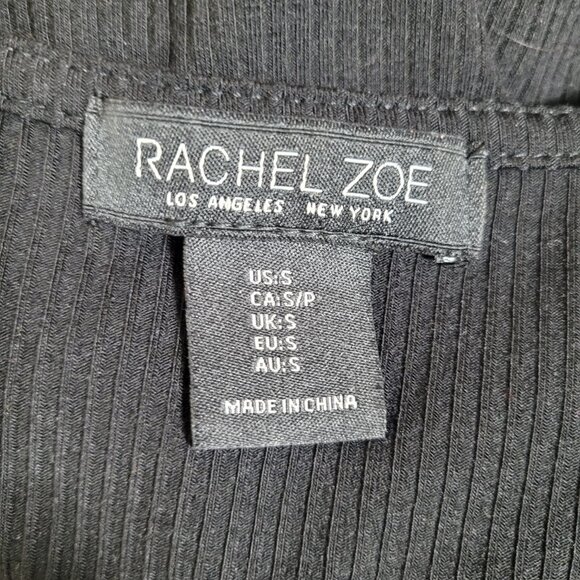 RACHEL ZOE
LOS ANGELES NEW YORK
US:S
CA:S/P
UK:S
EU:S
AU:S
MADE IN CHINA